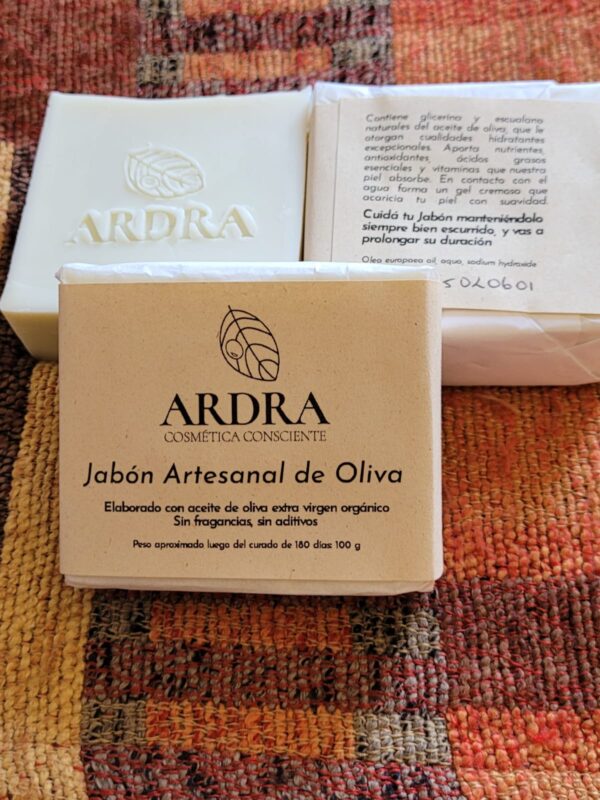 ARDRA
Contiene glicerina y escualano
naturales del aceite de oliva, que le
otorgan cualidades hidratantes
excepcionales. Aporta nutrientes,
antioxidantes, ácidos grasos
esenciales y vitaminas que nuestra
piel absorbe. En contacto con el
agua forma un gel cremoso que
acaricia tu piel con suavidad.
Cuidá tu Jabón manteniéndolo
siempre bien escurrido, y vas a
prolongar su duración
Olea europaea oil, aqua, sodium hydroxide
5020601
ARDRA
COSMÉTICA CONSCIENTE
Jabón Artesanal de Oliva
Elaborado con aceite de oliva extra virgen orgánico
Sin fragancias, sin aditivos
Peso aproximado luego del curado de 180 días: 100 g